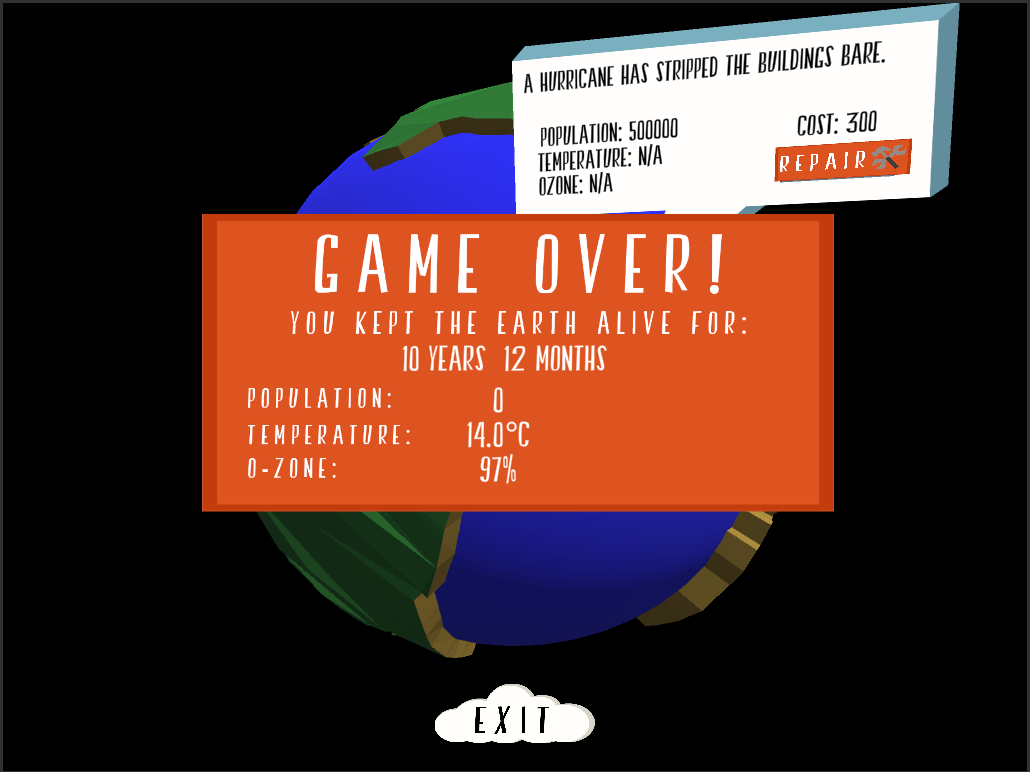 A HURRICANE HAS STRIPPED THE BUILDINGS BARE.
POPULATION: 500000
TEMPERATURE: N/A
OZONE: N/A
COST: 300
REPAIR
GAME OVER!
YOU KEPT THE EARTH ALIVE FOR:
10 YEARS 12 MONTHS
POPULATION: 0
TEMPERATURE: 14.0°C
O-ZONE: 97%
EXIT